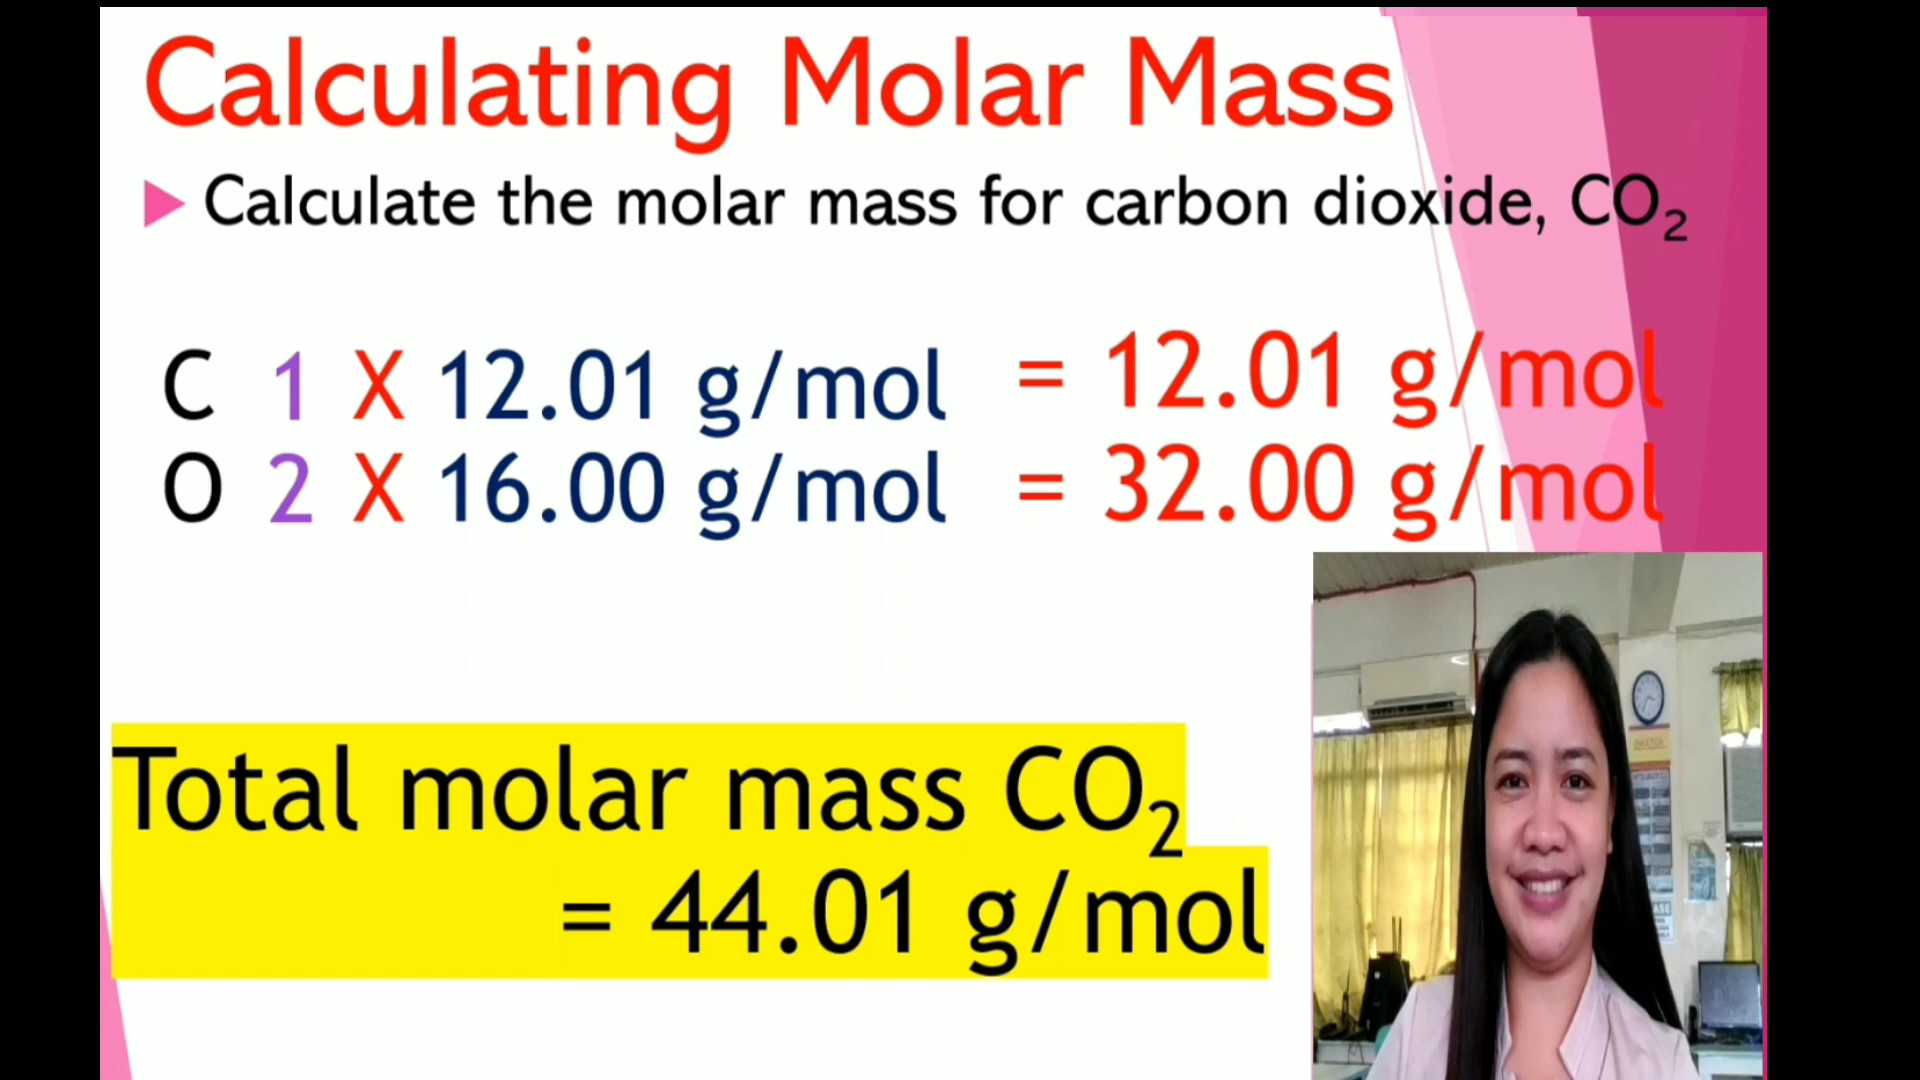 Calculating Molar Mass
Calculate the molar mass for carbon dioxide, CO₂
C 1 X 12.01 g/mol = 12.01 g/mol
O 2 X 16.00 g/mol = 32.00 g/mol
Total molar mass CO₂
= 44.01 g/mol